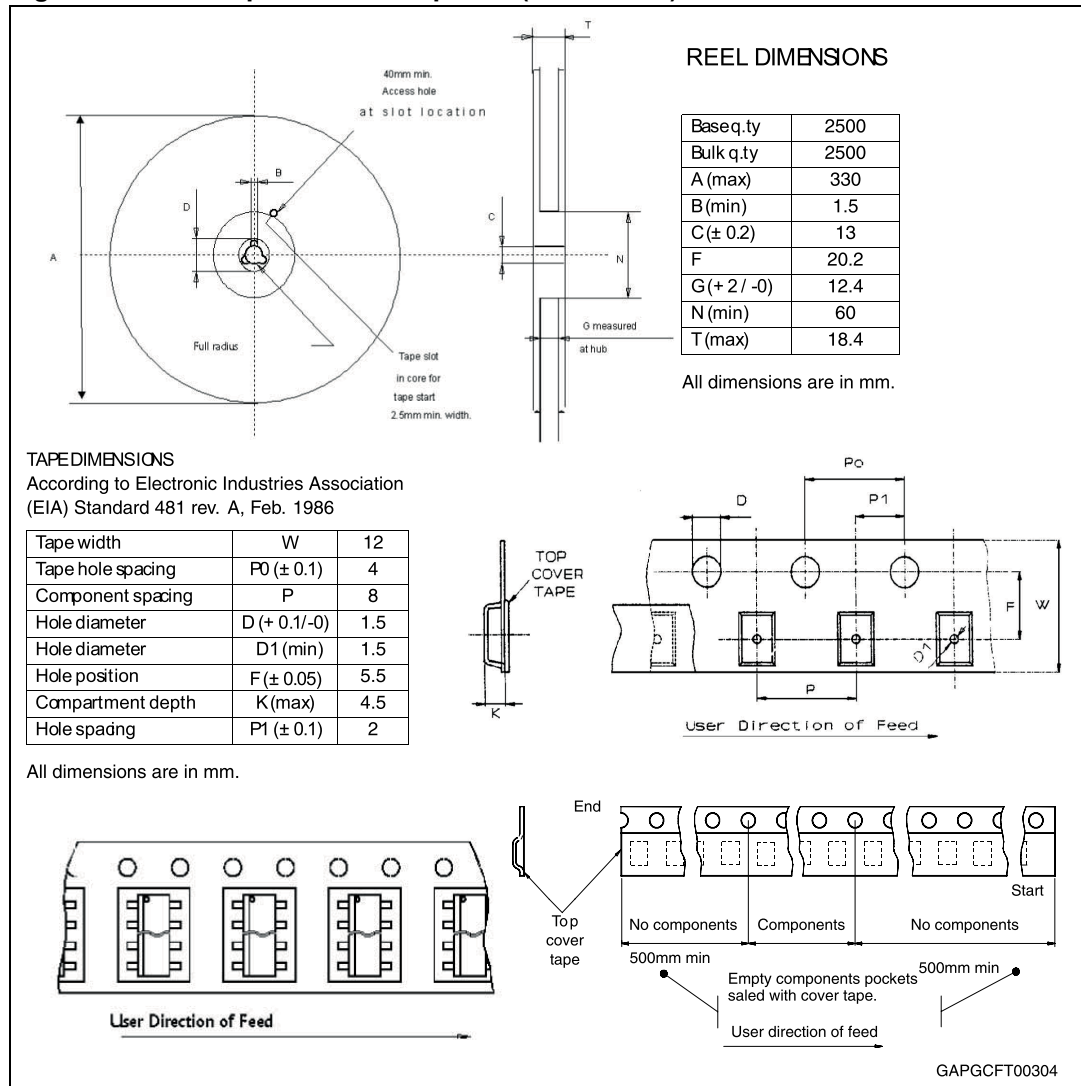 T
40mm min.
Access hole
at slot location
B
D
C
A
N
Full radius
G measured
at hub
Tape slot
in core for
tape start
2.5mm min. width.
REEL DIMENSIONS
Base q.ty 2500
Bulk q.ty 2500
A (max) 330
B (min) 1.5
C (± 0.2) 13
F 20.2
G (+ 2 / -0) 12.4
N (min) 60
T (max) 18.4
All dimensions are in mm.
TAPE DIMENSIONS
According to Electronic Industries Association
(EIA) Standard 481 rev. A, Feb. 1986
Tape width W 12
Tape hole spacing P0 (± 0.1) 4
Component spacing P 8
Hole diameter D (+ 0.1/-0) 1.5
Hole diameter D1 (min) 1.5
Hole position F (± 0.05) 5.5
Compartment depth K (max) 4.5
Hole spacing P1 (± 0.1) 2
All dimensions are in mm.
TOP
COVER
TAPE
K
Po
D
P1
F
W
D1
P
User Direction of Feed
User Direction of Feed
End
Start
Top
cover
tape
No components
Components
No components
500mm min
500mm min
Empty components pockets
saled with cover tape.
User direction of feed
GAPGCFT00304